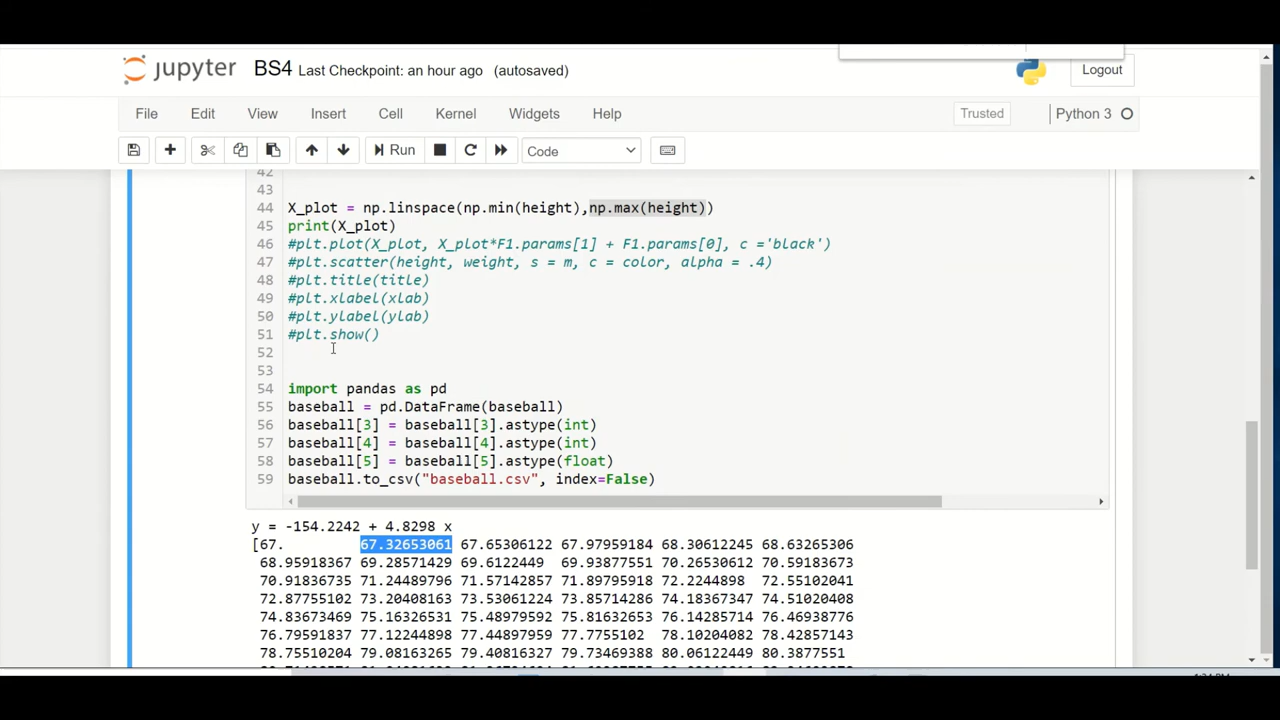 jupyter BS4 Last Checkpoint: an hour ago (autosaved) Logout
File Edit View Insert Cell Kernel Widgets Help Trusted Python 3
Run Code
42
43
44 X_plot = np.linspace(np.min(height),np.max(height))
45 print(X_plot)
46 #plt.plot(X_plot, X_plot*F1.params[1] + F1.params[0], c ='black')
47 #plt.scatter(height, weight, s = m, c = color, alpha = .4)
48 #plt.title(title)
49 #plt.xlabel(xlab)
50 #plt.ylabel(ylab)
51 #plt.show()
52
53
54 import pandas as pd
55 baseball = pd.DataFrame(baseball)
56 baseball[3] = baseball[3].astype(int)
57 baseball[4] = baseball[4].astype(int)
58 baseball[5] = baseball[5].astype(float)
59 baseball.to_csv("baseball.csv", index=False)
y = -154.2242 + 4.8298 x
[67. 67.32653061 67.65306122 67.97959184 68.30612245 68.63265306
68.95918367 69.28571429 69.6122449 69.93877551 70.26530612 70.59183673
70.91836735 71.24489796 71.57142857 71.89795918 72.2244898 72.55102041
72.87755102 73.20408163 73.53061224 73.85714286 74.18367347 74.51020408
74.83673469 75.16326531 75.48979592 75.81632653 76.14285714 76.46938776
76.79591837 77.12244898 77.44897959 77.7755102 78.10204082 78.42857143
78.75510204 79.08163265 79.40816327 79.73469388 80.06122449 80.3877551